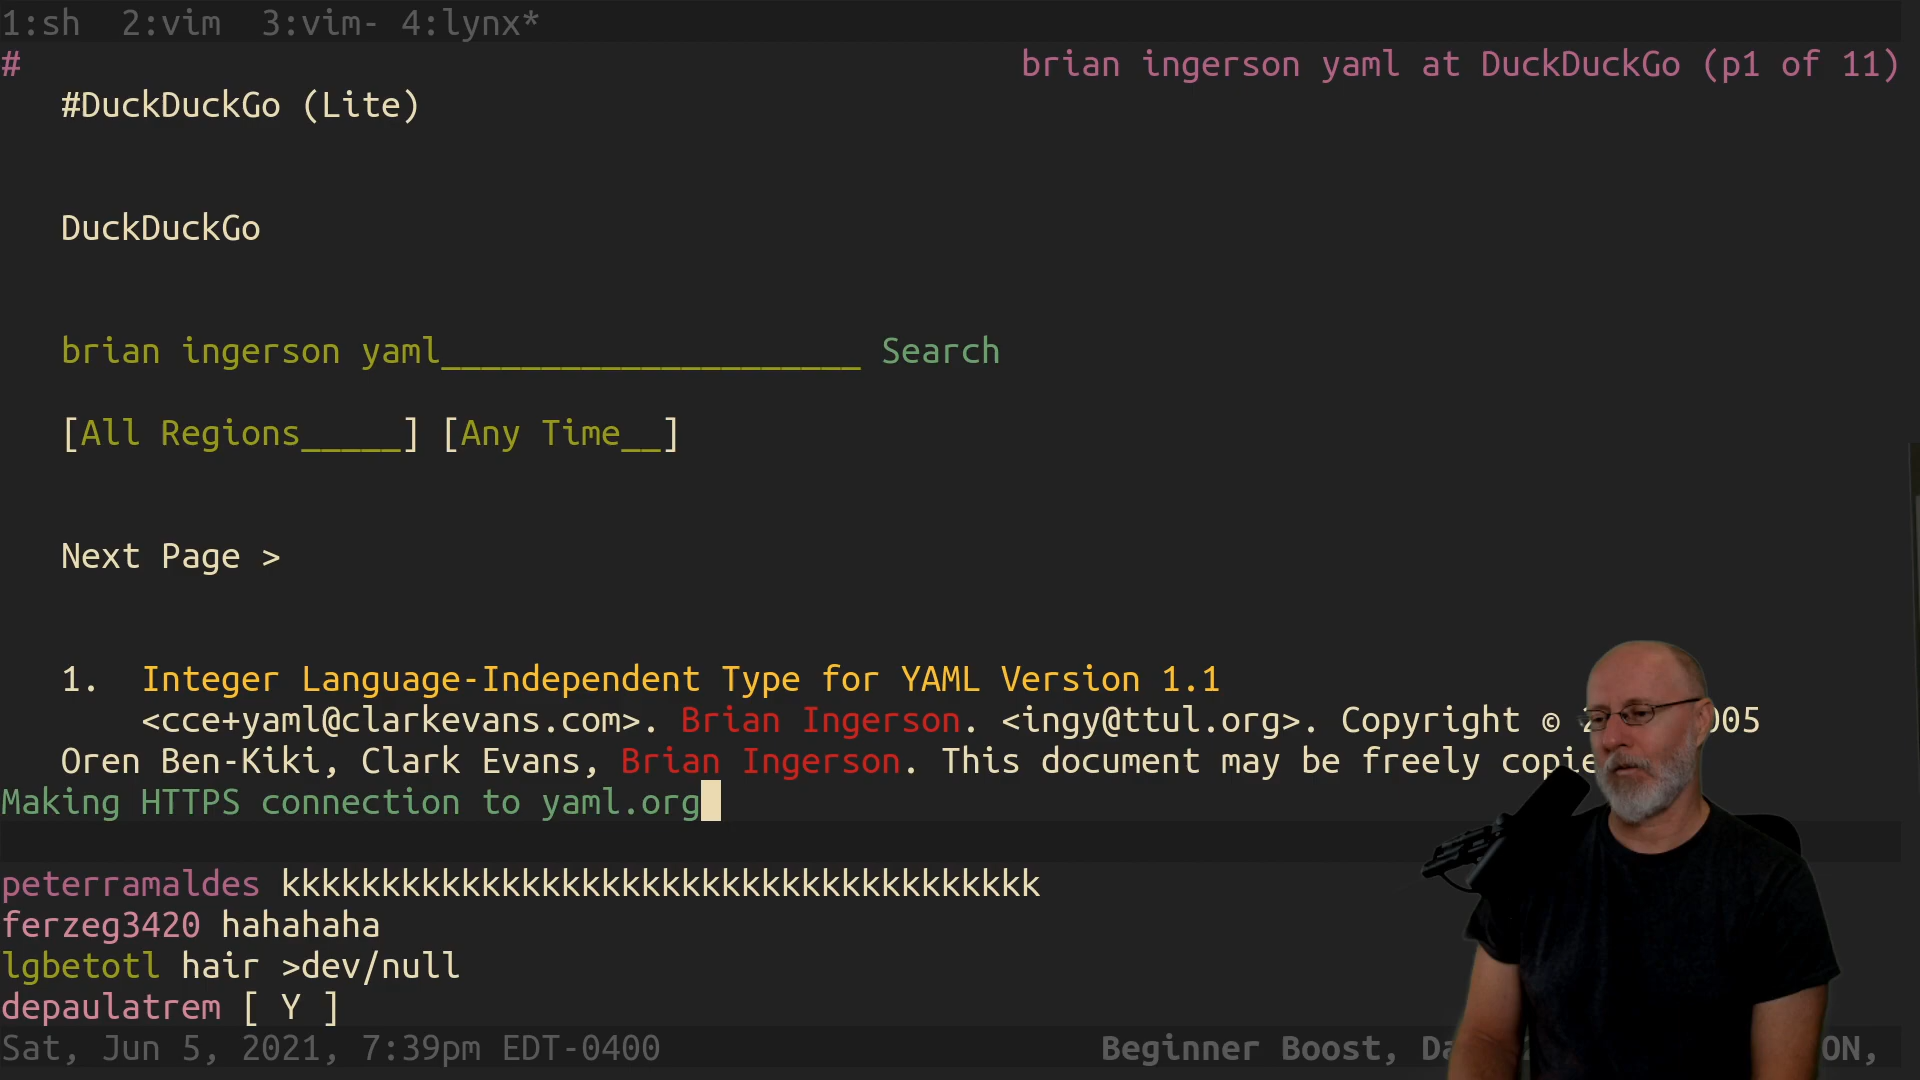 1:sh 2:vim 3:vim- 4:lynx*
# brian ingerson yaml at DuckDuckGo (p1 of 11)
#DuckDuckGo (Lite)
DuckDuckGo
brian ingerson yaml_____________________ Search
[All Regions_____] [Any Time__]
Next Page >
1. Integer Language-Independent Type for YAML Version 1.1
<cce+yaml@clarkevans.com>. Brian Ingerson. <ingy@ttul.org>. Copyright ©
Oren Ben-Kiki, Clark Evans, Brian Ingerson. This document may be freely
Making HTTPS connection to yaml.org
peterramaldes kkkkkkkkkkkkkkkkkkkkkkkkkkkkkkkkkkkkkk
ferzeg3420 hahahaha
lgbetotl hair >dev/null
depaulatrem [ Y ]
Sat, Jun 5, 2021, 7:39pm EDT-0400 Beginner Boost,